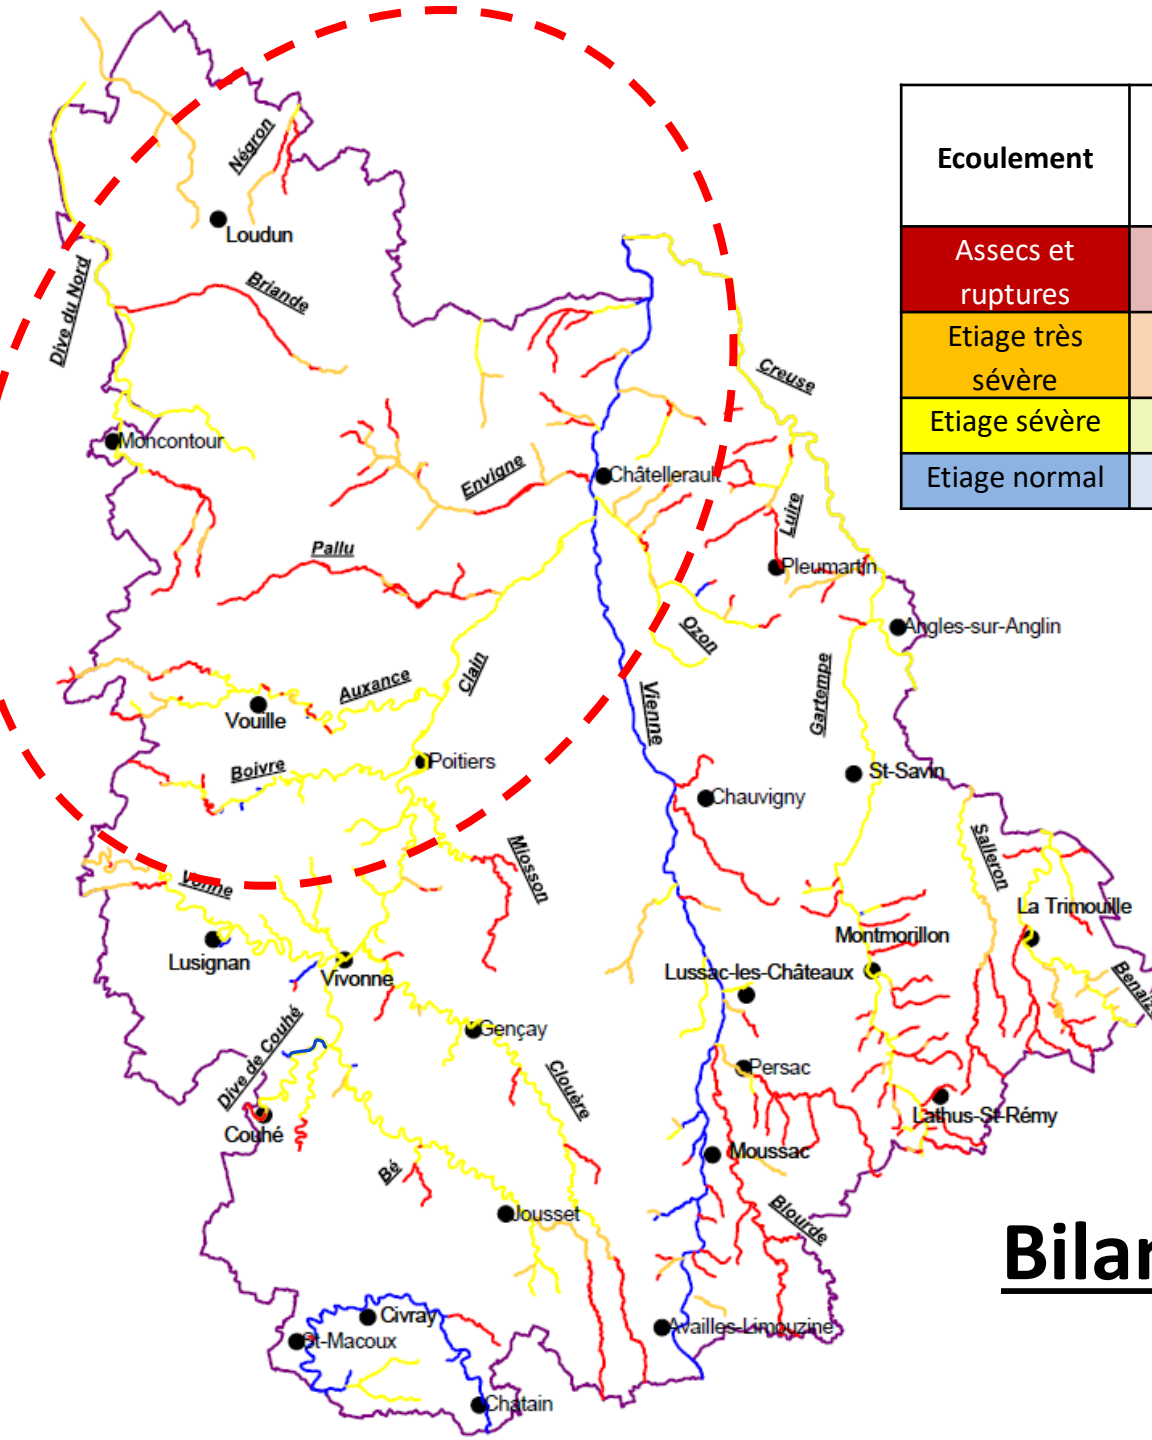 Négron
Loudun
Dive du Nord
Briande
Creuse
Moncontour
Envigne
Châtellerault
Luire
Pallu
Pleumartin
Ozon
Angles-sur-Anglin
Clain
Auxance
Gartempe
Vienne
Vouille
Boivre
Poitiers
St-Savin
Chauvigny
Salleron
Miosson
Vonne
La Trimouille
Montmorillon
Lusignan
Vivonne
Lussac-les-Châteaux
Benaize
Gençay
Dive de Couhé
Clouère
Persac
Couhé
Lathus-St-Rémy
Moussac
Bé
Blourde
Jousset
Civray
St-Macoux
Availles-Limouzine
Chatain
Ecoulement
Assecs et
ruptures
Etiage très
sévère
Etiage sévère
Etiage normal
Bilan